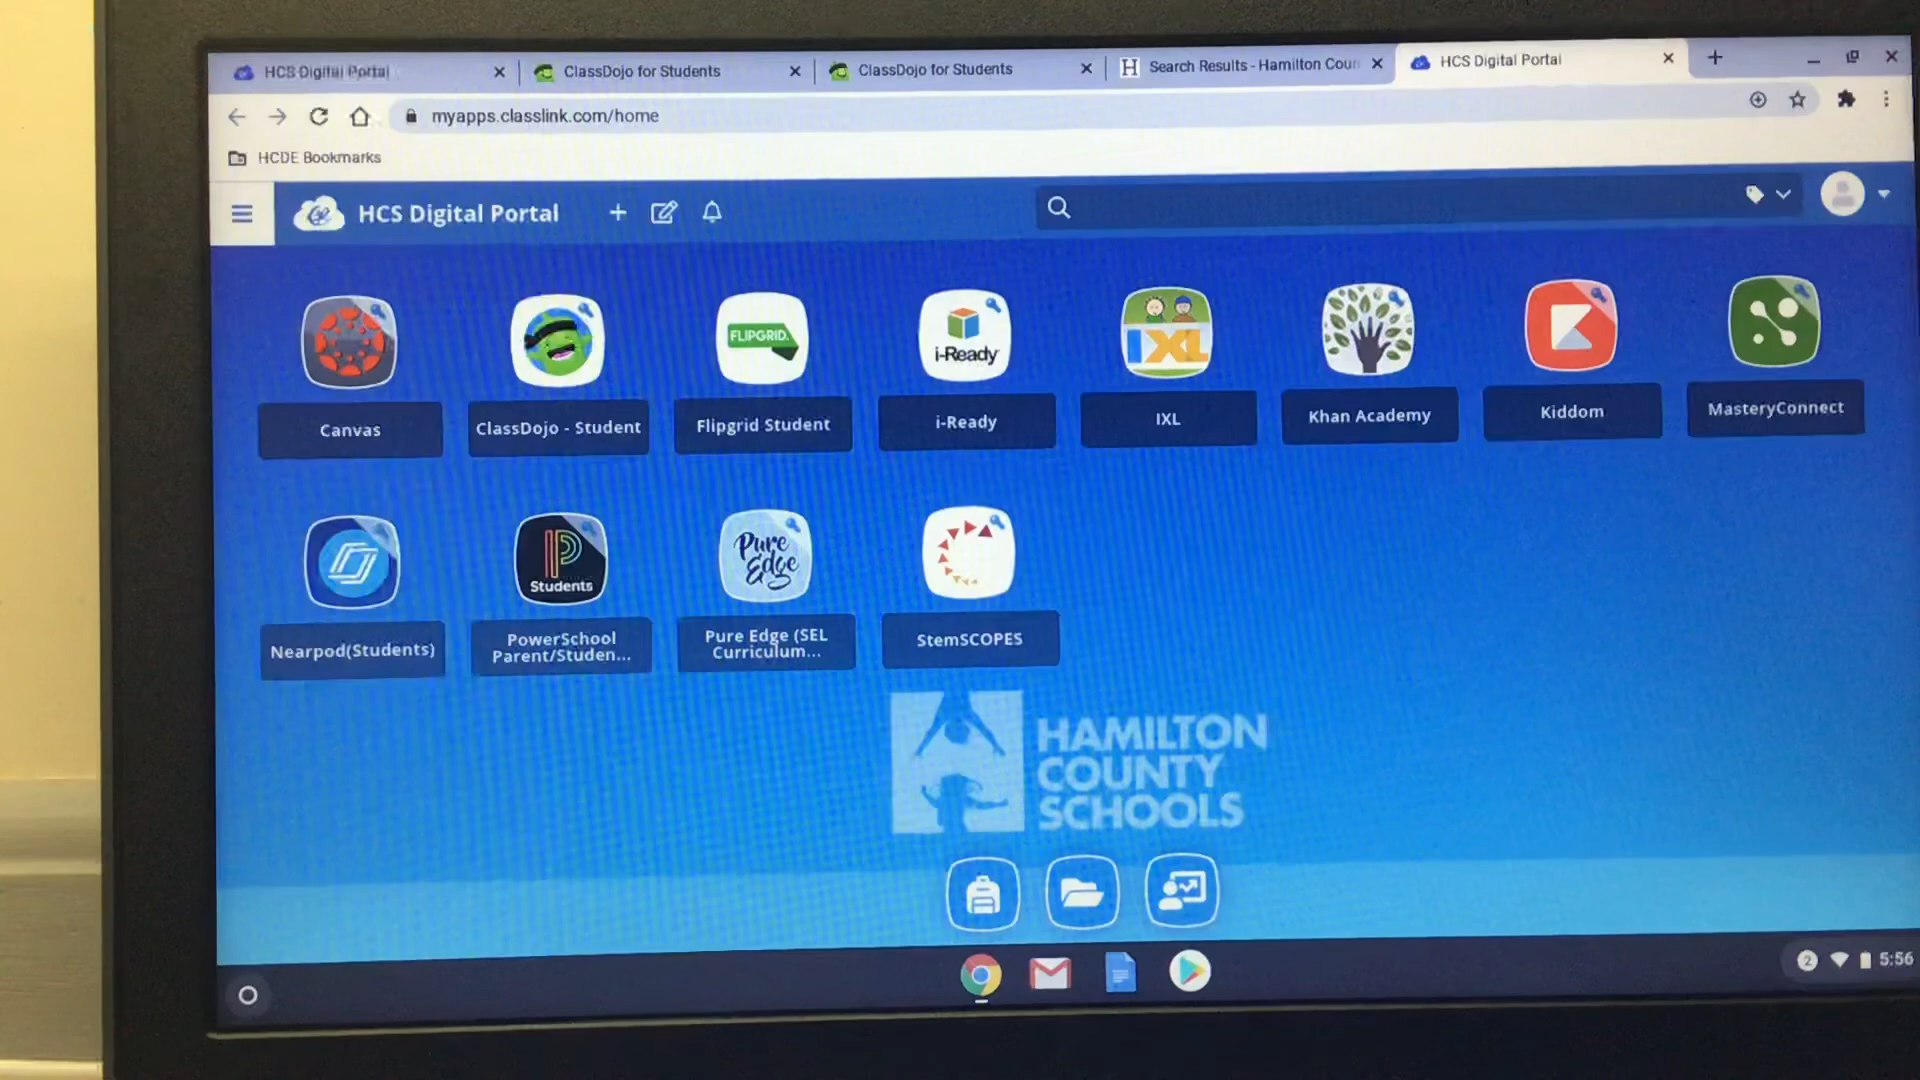 HCS Digital Portal
ClassDojo for Students
ClassDojo for Students
H Search Results - Hamilton Coun
HCS Digital Portal
myapps.classlink.com/home
HCDE Bookmarks
HCS Digital Portal
FLIPGRID.
i-Ready
IXL
Canvas
ClassDojo - Student
Flipgrid Student
i-Ready
IXL
Khan Academy
Kiddom
MasteryConnect
Students
Pure
Edge
Nearpod(Students)
PowerSchool
Parent/Studen...
Pure Edge (SEL
Curriculum...
StemSCOPES
HAMILTON
COUNTY
SCHOOLS
2
5:56